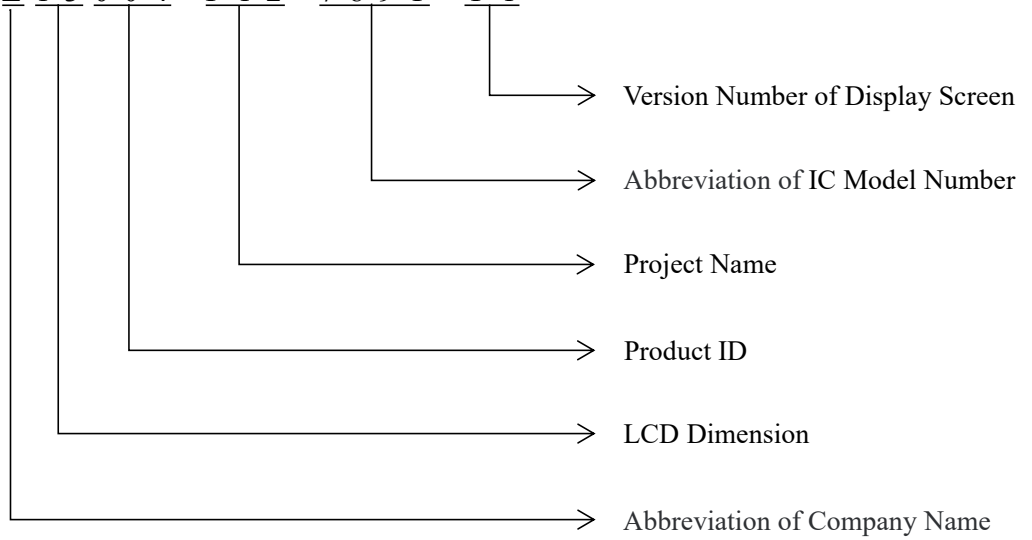 Version Number of Display Screen
Abbreviation of IC Model Number
Project Name
Product ID
LCD Dimension
Abbreviation of Company Name